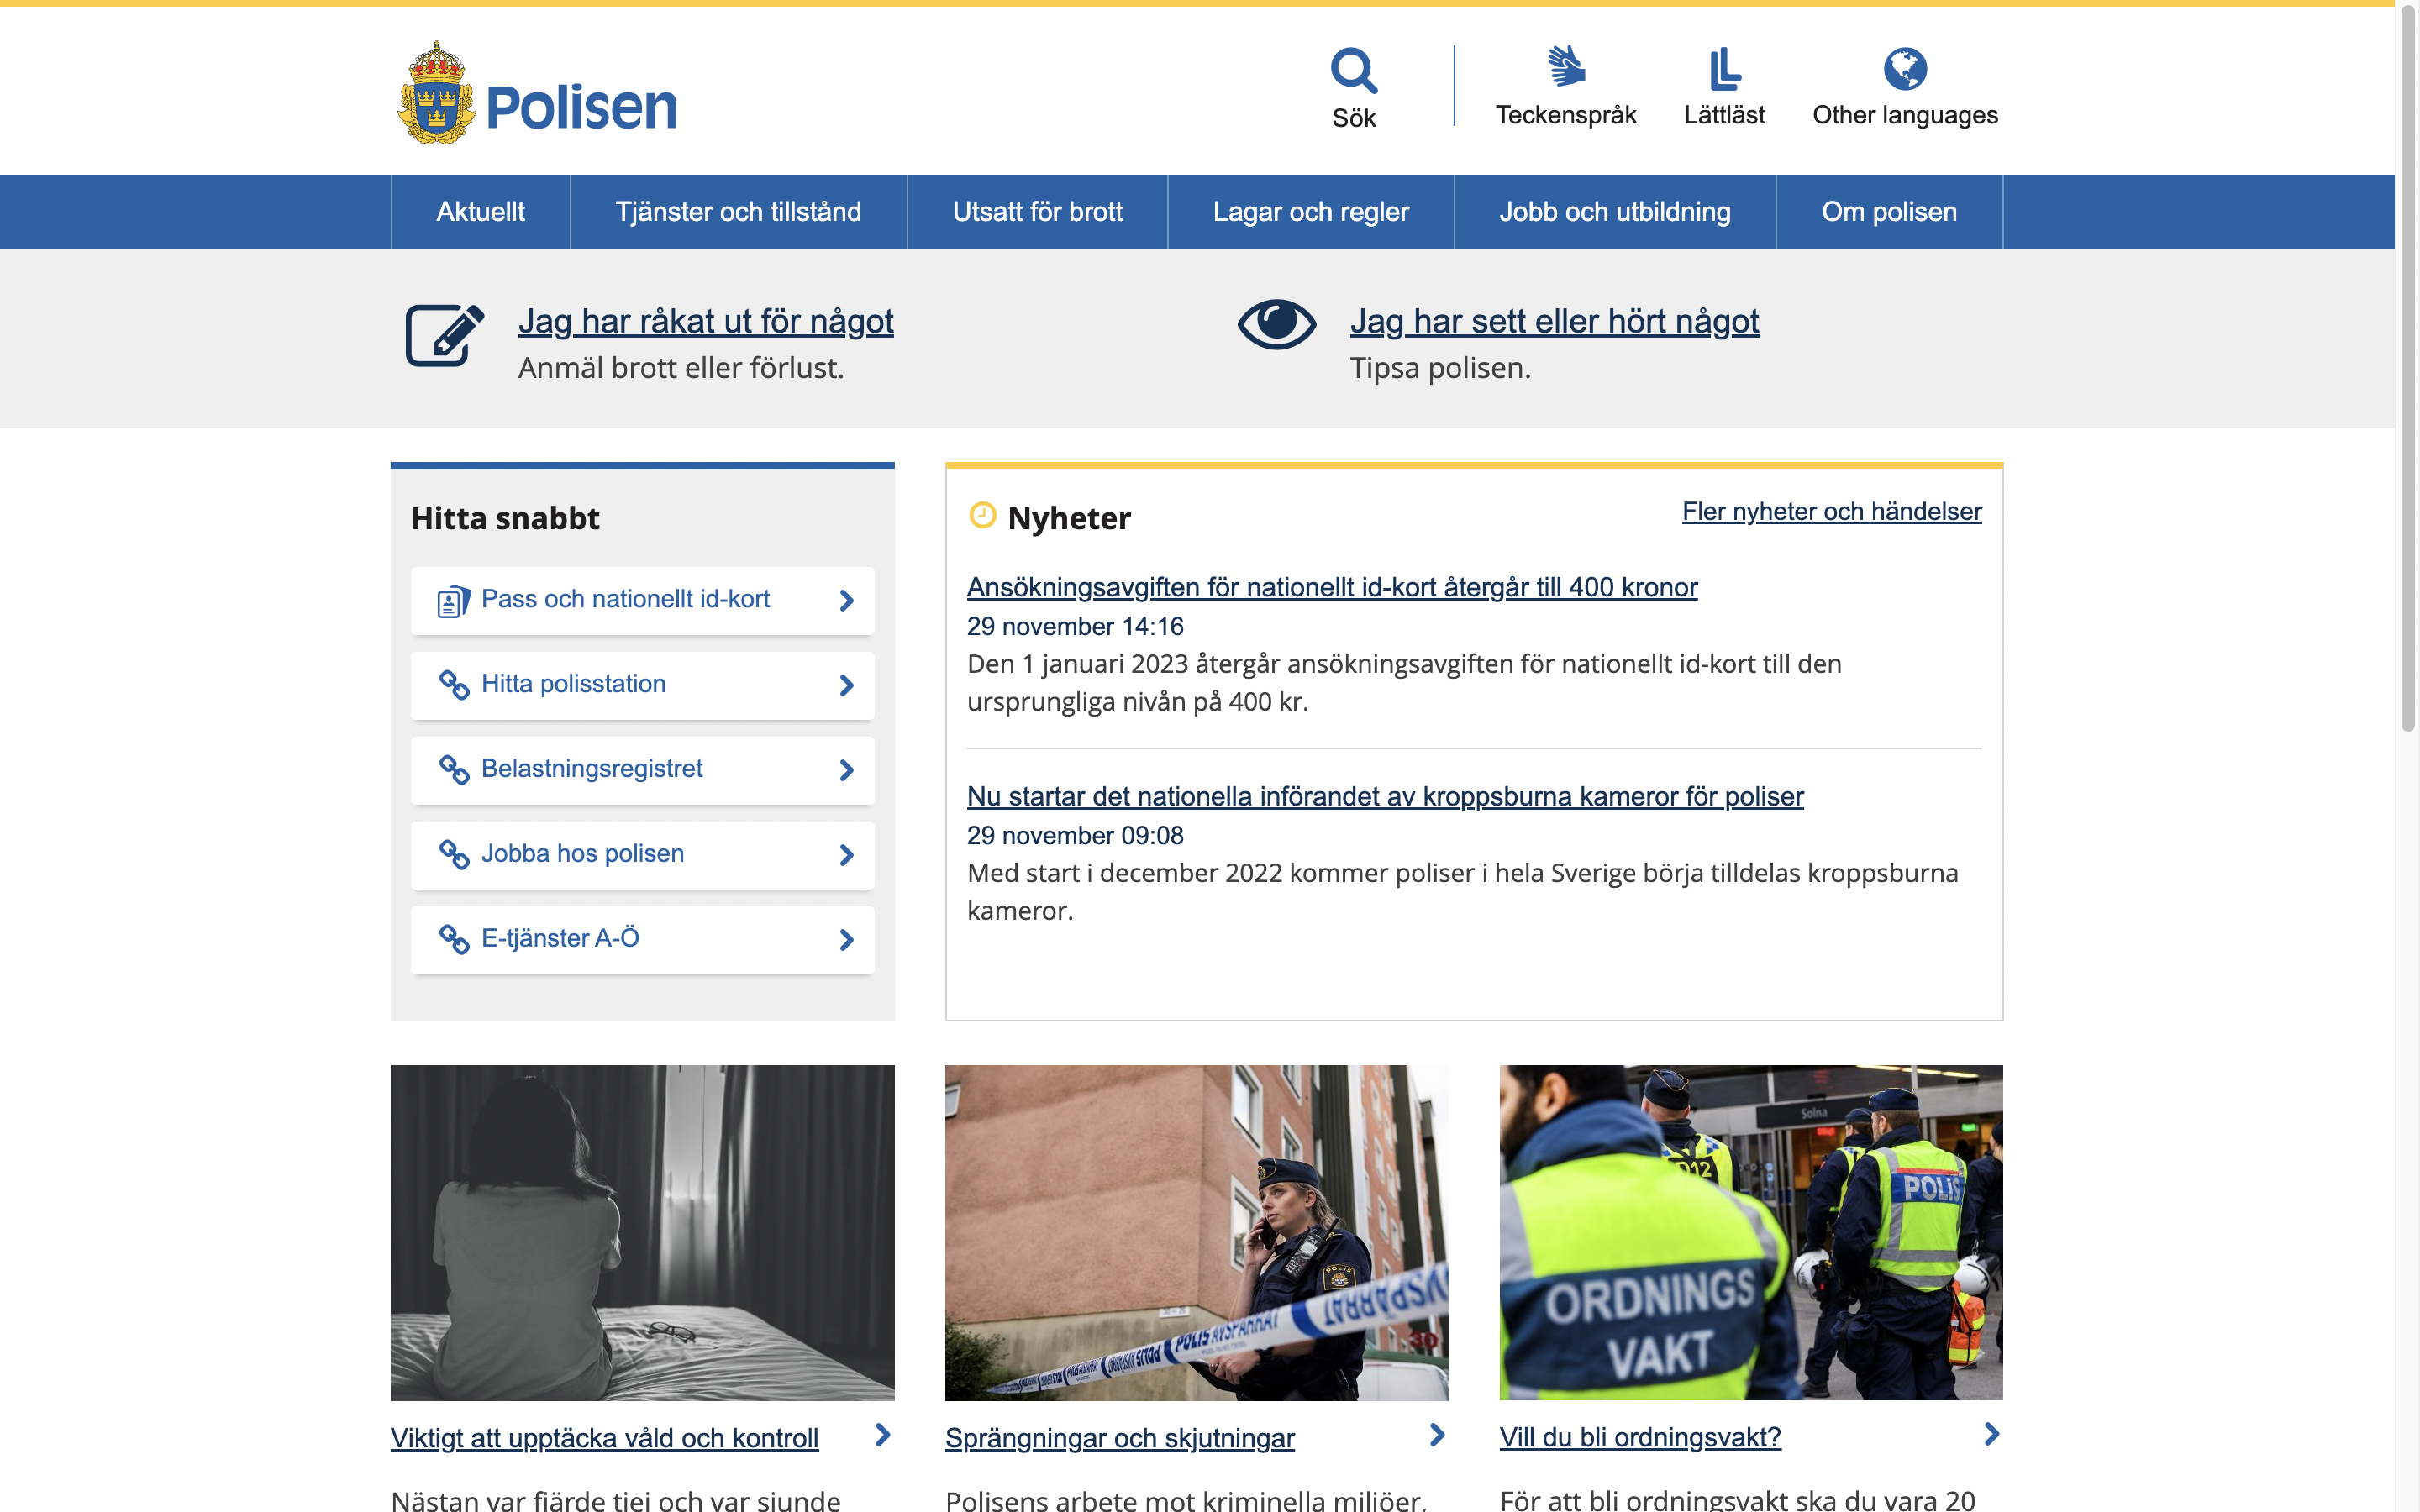 Polisen
Sök
Teckenspråk
Lättläst
Other languages
Aktuellt
Tjänster och tillstånd
Utsatt för brott
Lagar och regler
Jobb och utbildning
Om polisen
Jag har råkat ut för något
Anmäl brott eller förlust.
Jag har sett eller hört något
Tipsa polisen.
Hitta snabbt
Pass och nationellt id-kort
Hitta polisstation
Belastningsregistret
Jobba hos polisen
E-tjänster A-Ö
Nyheter
Fler nyheter och händelser
Ansökningsavgiften för nationellt id-kort återgår till 400 kronor
29 november 14:16
Den 1 januari 2023 återgår ansökningsavgiften för nationellt id-kort till den
ursprungliga nivån på 400 kr.
Nu startar det nationella införandet av kroppsburna kameror för poliser
29 november 09:08
Med start i december 2022 kommer poliser i hela Sverige börja tilldelas kroppsburna
kameror.
POLIS
POLIS AVSPÄRRAT
30
Solna
POLIS
ORDNINGS
VAKT
Viktigt att upptäcka våld och kontroll
Sprängningar och skjutningar
Vill du bli ordningsvakt?
Nästan var fjärde tjej och var sjunde
Polisens arbete mot kriminella miljöer,
För att bli ordningsvakt ska du vara 20